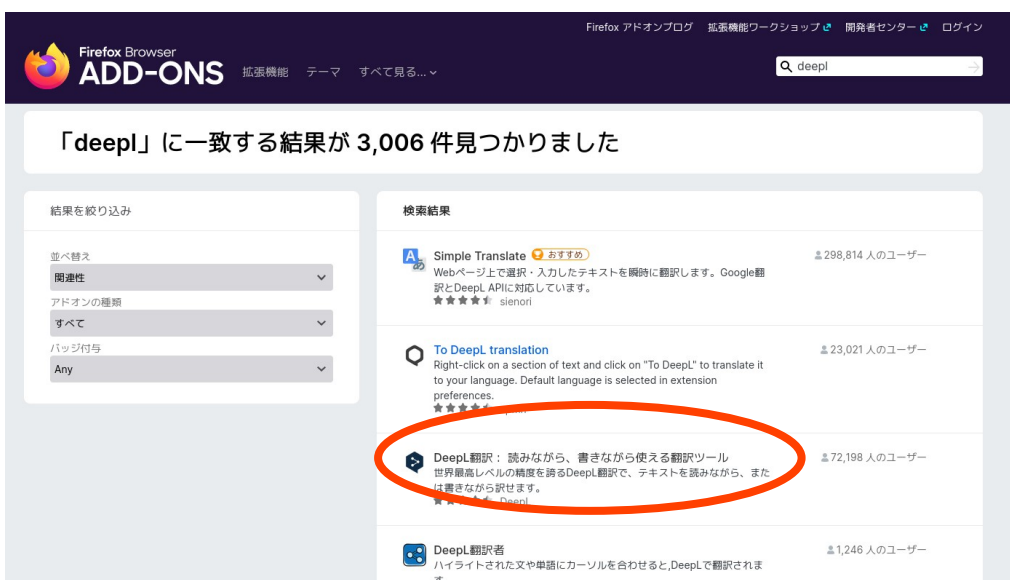 Firefox アドオンブログ 拡張機能ワークショップ 開発者センター ログイン
Firefox Browser
ADD-ONS 拡張機能 テーマ すべて見る...
deepl
「deepl」に一致する結果が 3,006 件見つかりました
結果を絞り込み
並べ替え
関連性
アドオンの種類
すべて
バッジ付与
Any
検索結果
Simple Translate おすすめ 298,814 人のユーザー
Webページ上で選択・入力したテキストを瞬時に翻訳します。Google翻
訳とDeepL APIに対応しています。
sienori
To DeepL translation 23,021 人のユーザー
Right-click on a section of text and click on "To DeepL" to translate it
to your language. Default language is selected in extension
preferences.
DeepL翻訳： 読みながら、書きながら使える翻訳ツール 72,198 人のユーザー
世界最高レベルの精度を誇るDeepL翻訳で、テキストを読みながら、また
は書きながら訳せます。
DeepL
DeepL翻訳者 1,246 人のユーザー
ハイライトされた文や単語にカーソルを合わせると,DeepLで翻訳されま
す